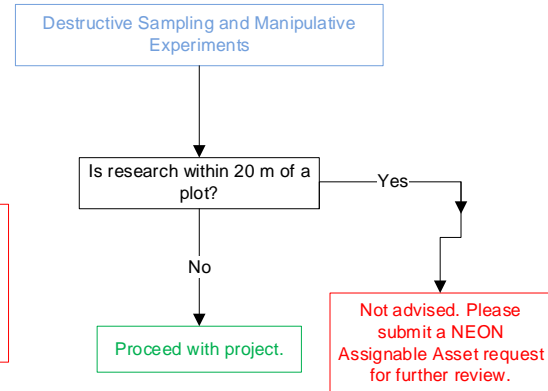 Destructive Sampling and Manipulative
Experiments
Is research within 20 m of a
plot?
Yes
No
Proceed with project.
Not advised. Please
submit a NEON
Assignable Asset request
for further review.